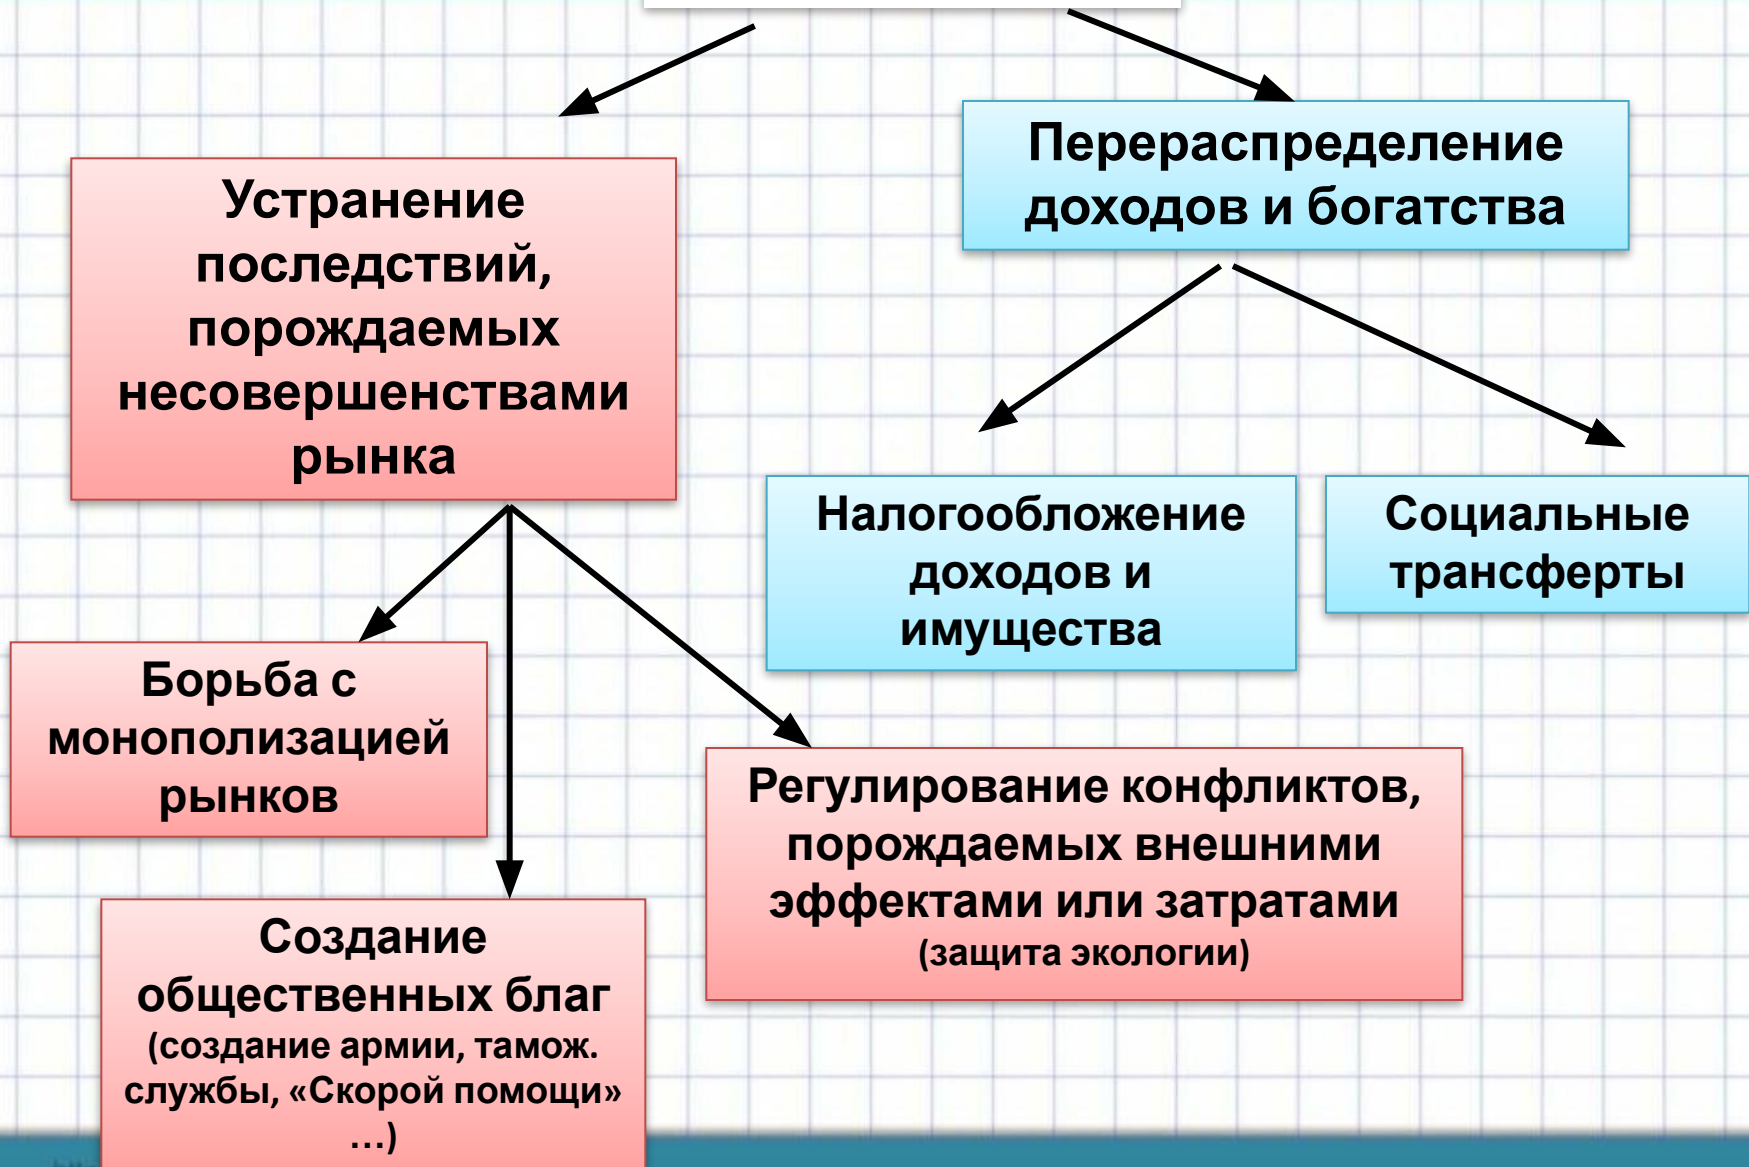 Перераспределение
доходов и богатства
Устранение
последствий,
порождаемых
несовершенствами
рынка
Налогообложение
доходов и
имущества
Социальные
трансферты
Борьба с
монополизацией
рынков
Регулирование конфликтов,
порождаемых внешними
эффектами или затратами
(защита экологии)
Создание
общественных благ
(создание армии, тамож.
службы, «Скорой помощи»
...)